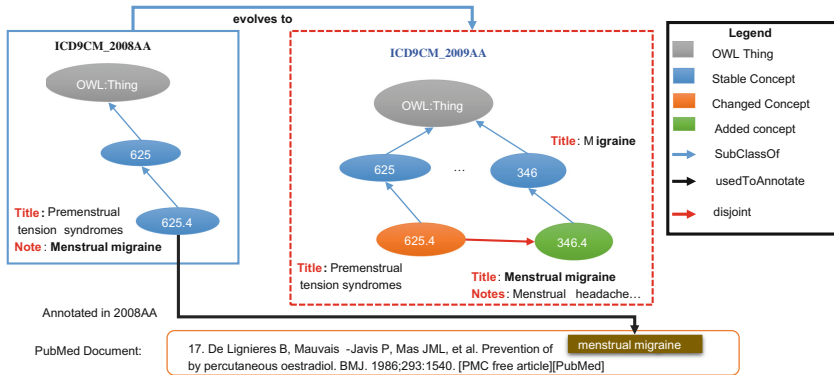 evolves to
ICD9CM_2008AA
OWL:Thing
625
625.4
Title: Premenstrual
tension syndromes
Note: Menstrual migraine
ICD9CM_2009AA
OWL:Thing
Title: M igraine
625
...
346
625.4
346.4
Title: Premenstrual
tension syndromes
Title: Menstrual migraine
Notes: Menstrual headache...
Legend
OWL Thing
Stable Concept
Changed Concept
Added concept
SubClassOf
usedToAnnotate
disjoint
Annotated in 2008AA
PubMed Document:
17. De Lignieres B, Mauvais -Javis P, Mas JML, et al. Prevention of menstrual migraine
by percutaneous oestradiol. BMJ. 1986;293:1540. [PMC free article][PubMed]